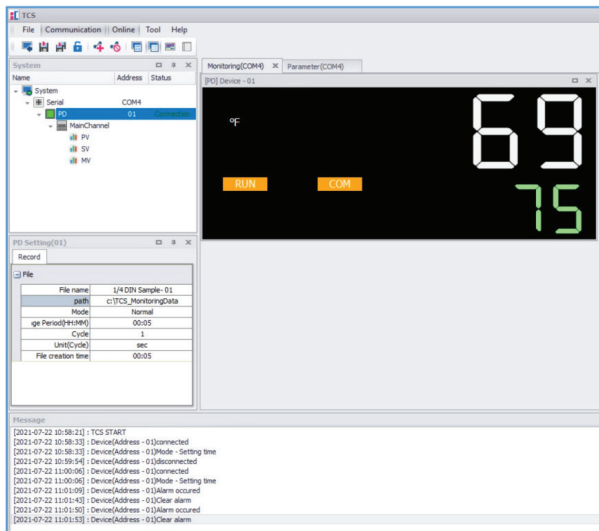 TCS
File Communication Online Tool Help
System
Name Address Status
System
Serial COM4
PD 01 Connection
MainChannel
PV
SV
MV
Monitoring(COM4) Parameter(COM4)
[PD] Device - 01
°F
69
RUN COM
75
PD Setting(01)
Record
File
File name 1/4 DIN Sample- 01
path c:\TCS_MonitoringData
Mode Normal
ge Period(HH:MM) 00:05
Cycle 1
Unit(Cycle) sec
File creation time 00:05
Message
[2021-07-22 10:58:21] : TCS START
[2021-07-22 10:58:33] : Device(Address - 01)connected
[2021-07-22 10:58:33] : Device(Address - 01)Mode - Setting time
[2021-07-22 10:59:54] : Device(Address - 01)disconnected
[2021-07-22 11:00:06] : Device(Address - 01)connected
[2021-07-22 11:00:06] : Device(Address - 01)Mode - Setting time
[2021-07-22 11:01:09] : Device(Address - 01)Alarm occured
[2021-07-22 11:01:43] : Device(Address - 01)Clear alarm
[2021-07-22 11:01:50] : Device(Address - 01)Alarm occured
[2021-07-22 11:01:53] : Device(Address - 01)Clear alarm